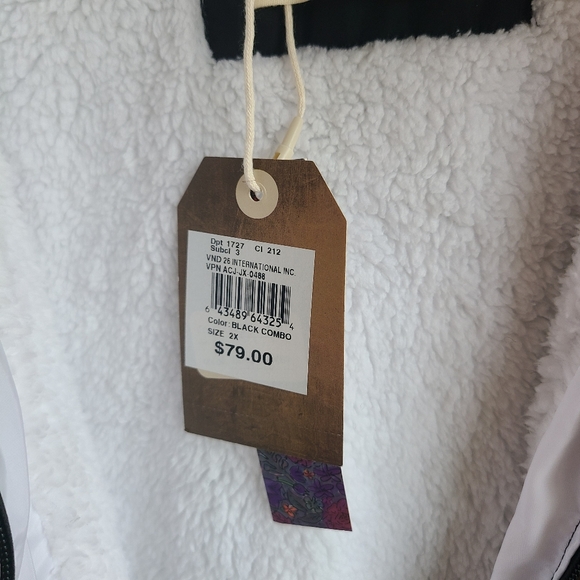 Dpt 1727 Cl 212
Subcl 3
VND 26 INTERNATIONAL INC.
VPN ACJ-JX-0488
6 43489 64325 4
Color: BLACK COMBO
SIZE 2X
$79.00